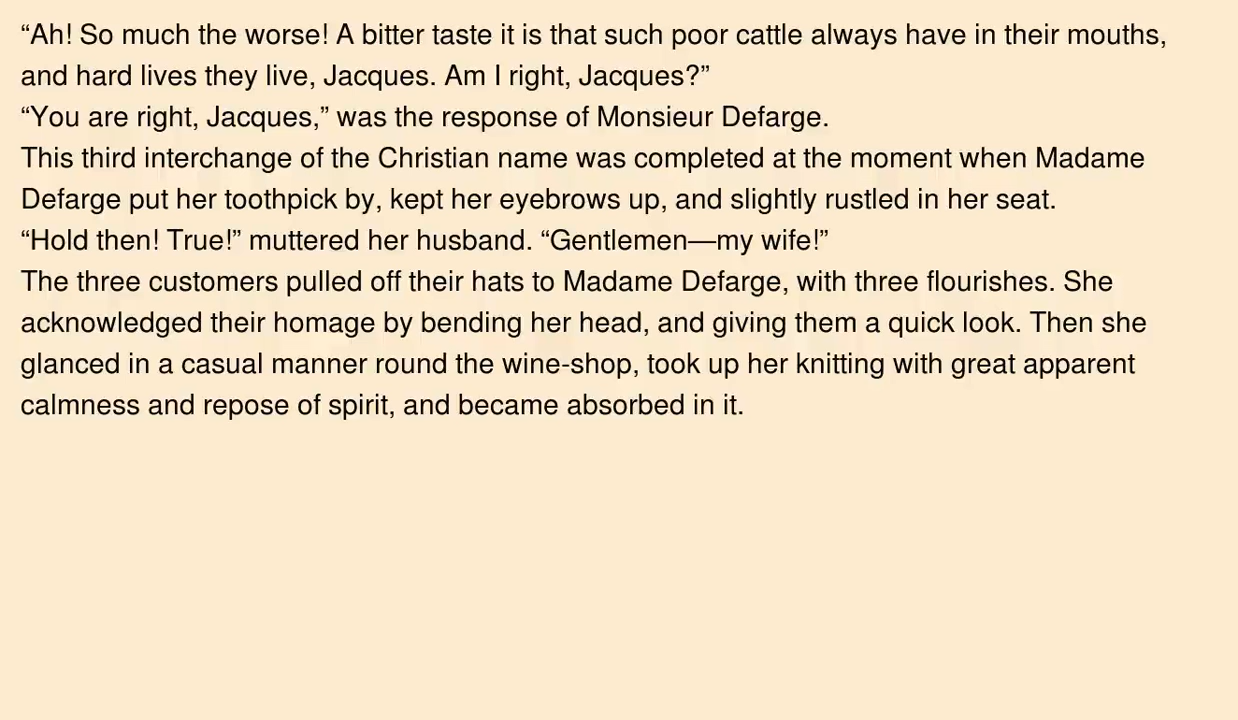 “Ah! So much the worse! A bitter taste it is that such poor cattle always have in their mouths,
and hard lives they live, Jacques. Am I right, Jacques?”
“You are right, Jacques,” was the response of Monsieur Defarge.
This third interchange of the Christian name was completed at the moment when Madame
Defarge put her toothpick by, kept her eyebrows up, and slightly rustled in her seat.
“Hold then! True!” muttered her husband. “Gentlemen—my wife!”
The three customers pulled off their hats to Madame Defarge, with three flourishes. She
acknowledged their homage by bending her head, and giving them a quick look. Then she
glanced in a casual manner round the wine-shop, took up her knitting with great apparent
calmness and repose of spirit, and became absorbed in it.